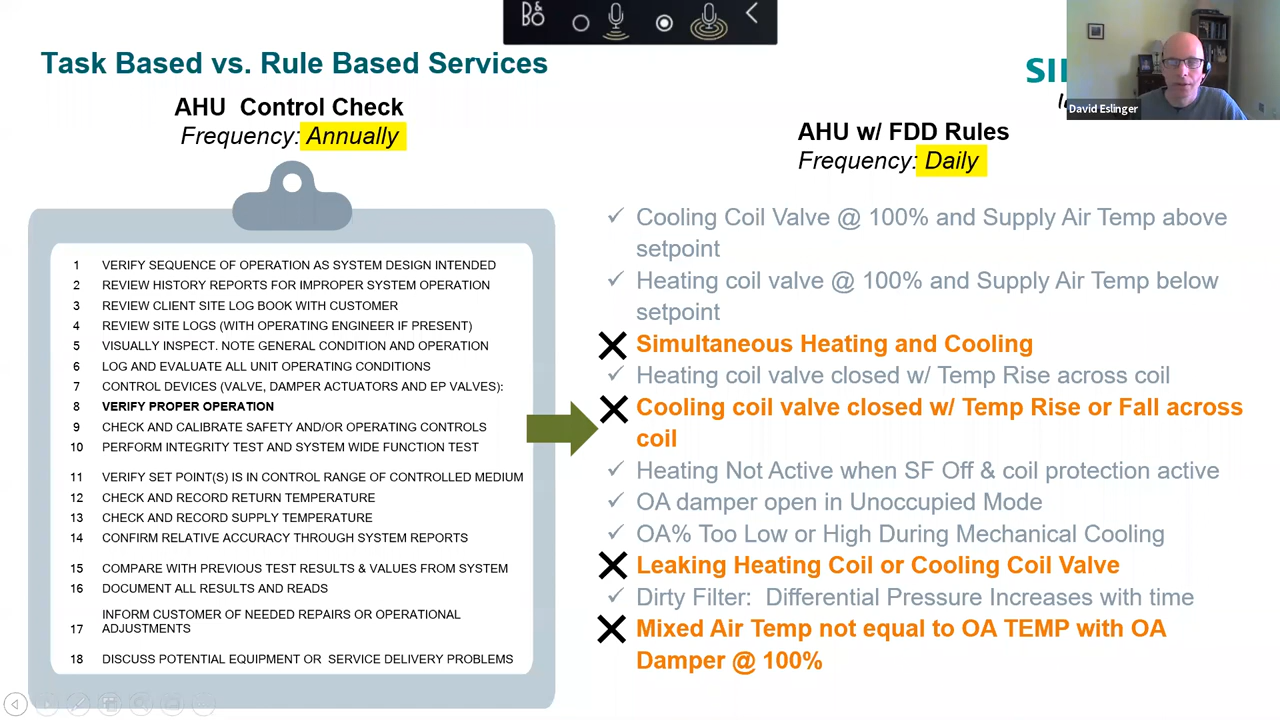 B&O
Task Based vs. Rule Based Services
David Eslinger
AHU Control Check
Frequency: Annually
AHU w/ FDD Rules
Frequency: Daily
1 VERIFY SEQUENCE OF OPERATION AS SYSTEM DESIGN INTENDED
2 REVIEW HISTORY REPORTS FOR IMPROPER SYSTEM OPERATION
3 REVIEW CLIENT SITE LOG BOOK WITH CUSTOMER
4 REVIEW SITE LOGS (WITH OPERATING ENGINEER IF PRESENT)
5 VISUALLY INSPECT. NOTE GENERAL CONDITION AND OPERATION
6 LOG AND EVALUATE ALL UNIT OPERATING CONDITIONS
7 CONTROL DEVICES (VALVE, DAMPER ACTUATORS AND EP VALVES):
8 VERIFY PROPER OPERATION
9 CHECK AND CALIBRATE SAFETY AND/OR OPERATING CONTROLS
10 PERFORM INTEGRITY TEST AND SYSTEM WIDE FUNCTION TEST
11 VERIFY SET POINT(S) IS IN CONTROL RANGE OF CONTROLLED MEDIUM
12 CHECK AND RECORD RETURN TEMPERATURE
13 CHECK AND RECORD SUPPLY TEMPERATURE
14 CONFIRM RELATIVE ACCURACY THROUGH SYSTEM REPORTS
15 COMPARE WITH PREVIOUS TEST RESULTS & VALUES FROM SYSTEM
16 DOCUMENT ALL RESULTS AND READS
17 INFORM CUSTOMER OF NEEDED REPAIRS OR OPERATIONAL
ADJUSTMENTS
18 DISCUSS POTENTIAL EQUIPMENT OR SERVICE DELIVERY PROBLEMS
✓ Cooling Coil Valve @ 100% and Supply Air Temp above
setpoint
✓ Heating coil valve @ 100% and Supply Air Temp below
setpoint
Simultaneous Heating and Cooling
✓ Heating coil valve closed w/ Temp Rise across coil
Cooling coil valve closed w/ Temp Rise or Fall across
coil
✓ Heating Not Active when SF Off & coil protection active
✓ OA damper open in Unoccupied Mode
✓ OA% Too Low or High During Mechanical Cooling
Leaking Heating Coil or Cooling Coil Valve
✓ Dirty Filter: Differential Pressure Increases with time
Mixed Air Temp not equal to OA TEMP with OA
Damper @ 100%